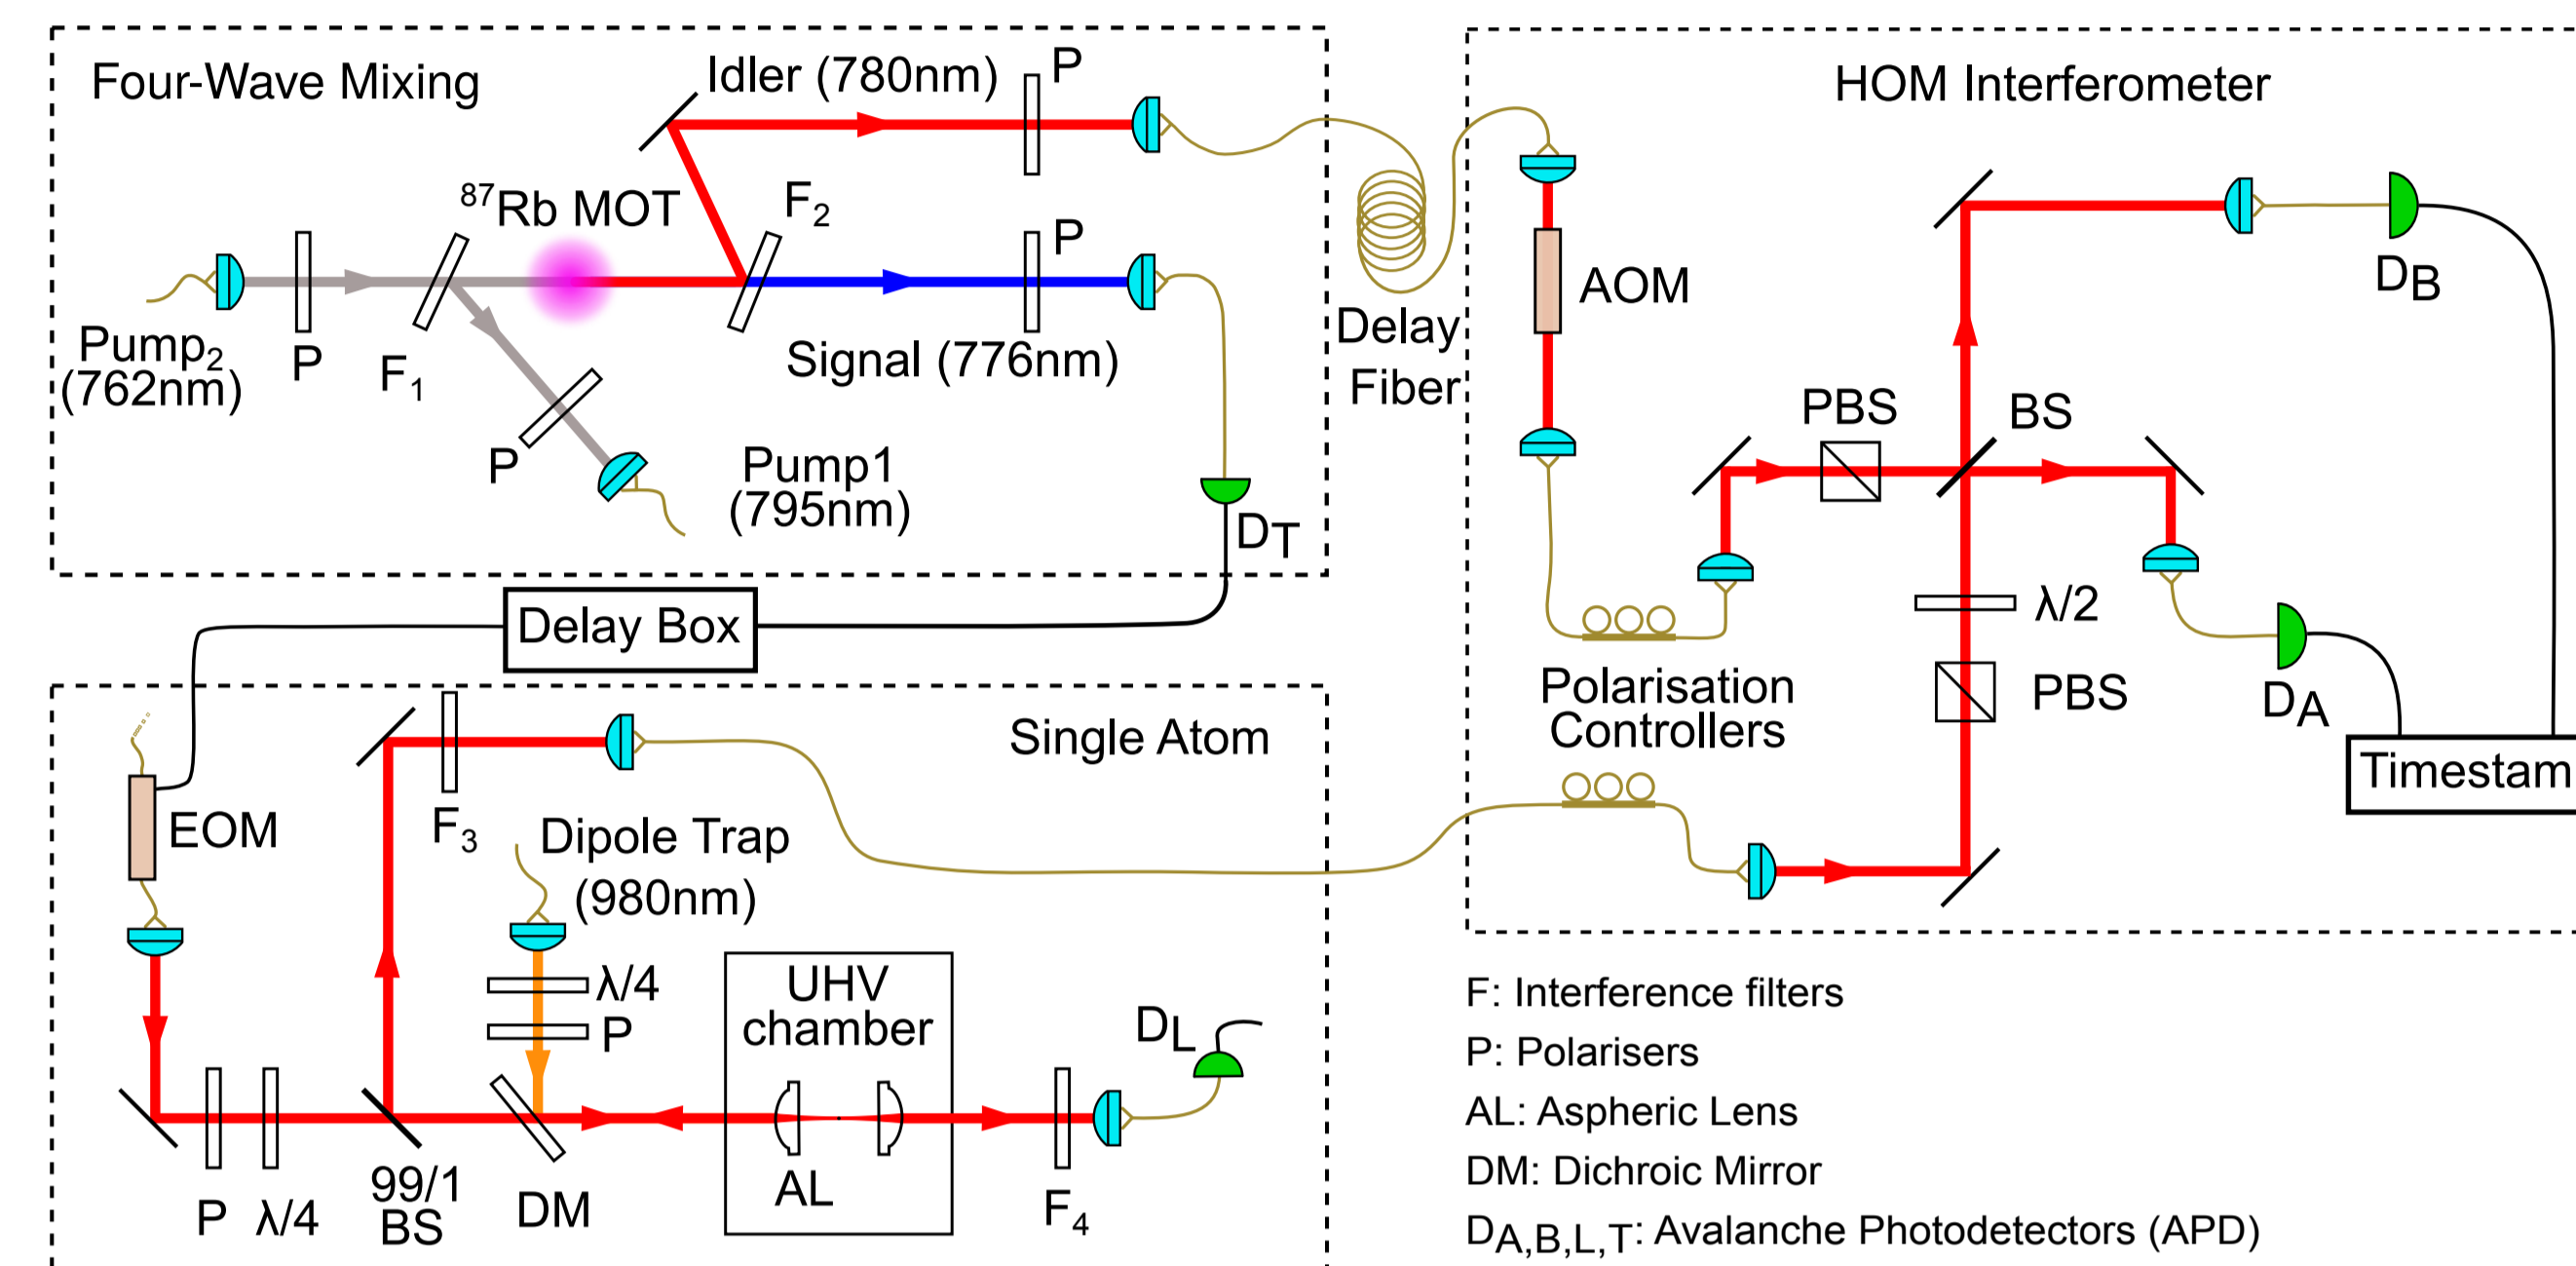 Four-Wave Mixing
Idler (780nm)
P
87Rb MOT
F2
P
Pump2
(762nm)
P
F1
Signal (776nm)
P
Pump1
(795nm)
DT
Delay
Fiber
Delay Box
HOM Interferometer
AOM
DB
PBS
BS
λ/2
PBS
Polarisation
Controllers
DA
Timestam
Single Atom
EOM
F3
Dipole Trap
(980nm)
λ/4
P
UHV
chamber
DL
P
λ/4
99/1
BS
DM
AL
F4
F: Interference filters
P: Polarisers
AL: Aspheric Lens
DM: Dichroic Mirror
DA,B,L,T: Avalanche Photodetectors (APD)